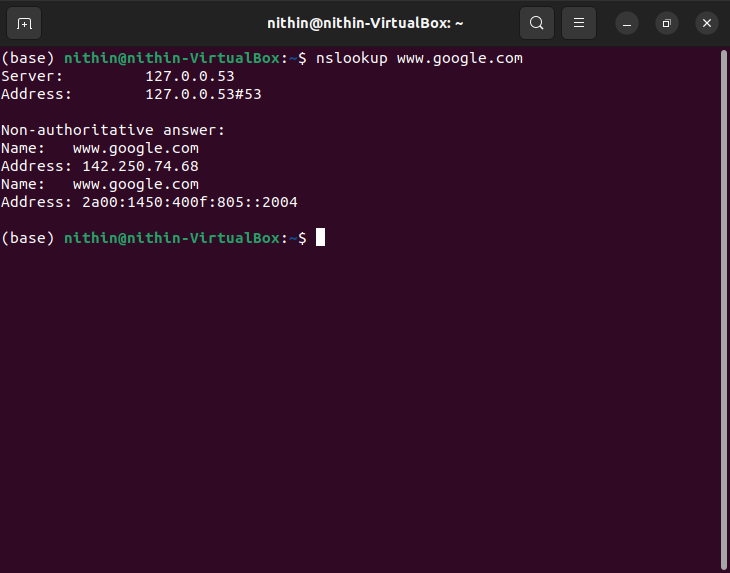 nithin@nithin-VirtualBox: ~
(base) nithin@nithin-VirtualBox:~$ nslookup www.google.com
Server:         127.0.0.53
Address:        127.0.0.53#53
Non-authoritative answer:
Name:   www.google.com
Address: 142.250.74.68
Name:   www.google.com
Address: 2a00:1450:400f:805::2004
(base) nithin@nithin-VirtualBox:~$